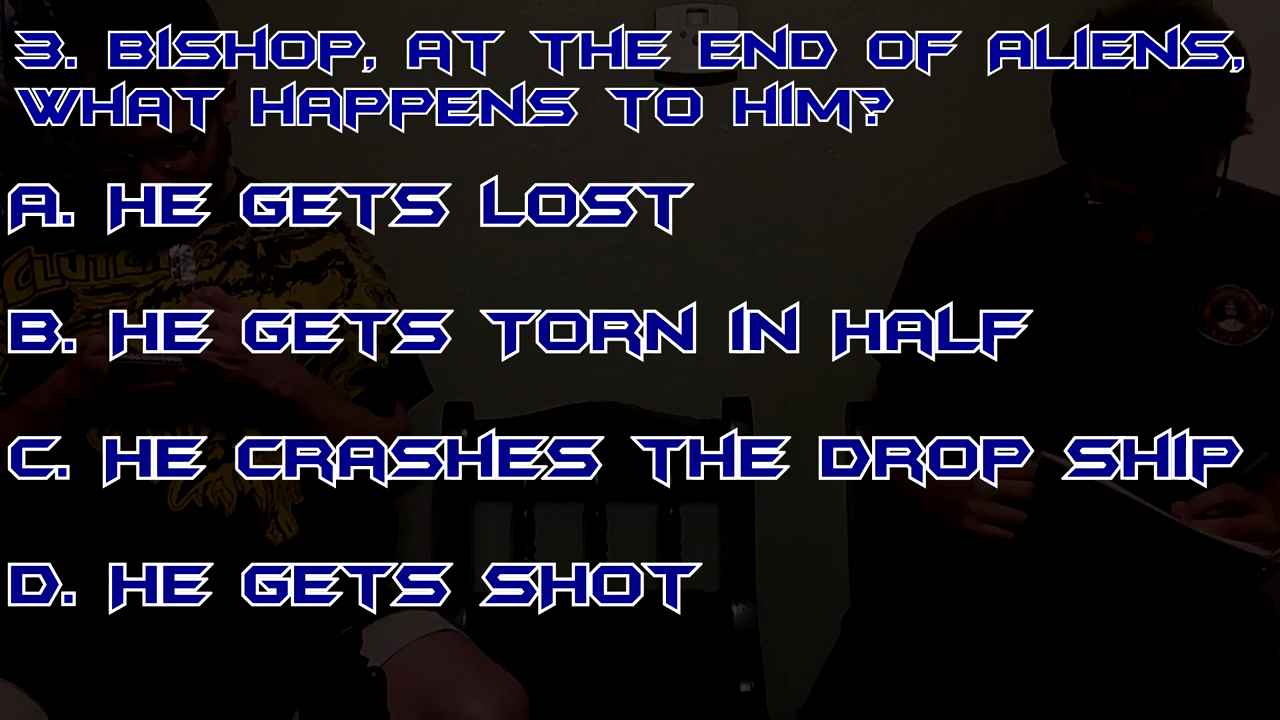 3. BISHOP, AT THE END OF ALIENS,
WHAT HAPPENS TO HIM?
A. HE GETS LOST
CLUTCH
B. HE GETS TORN IN HALF
C. HE CRASHES THE DROP SHIP
D. HE GETS SHOT